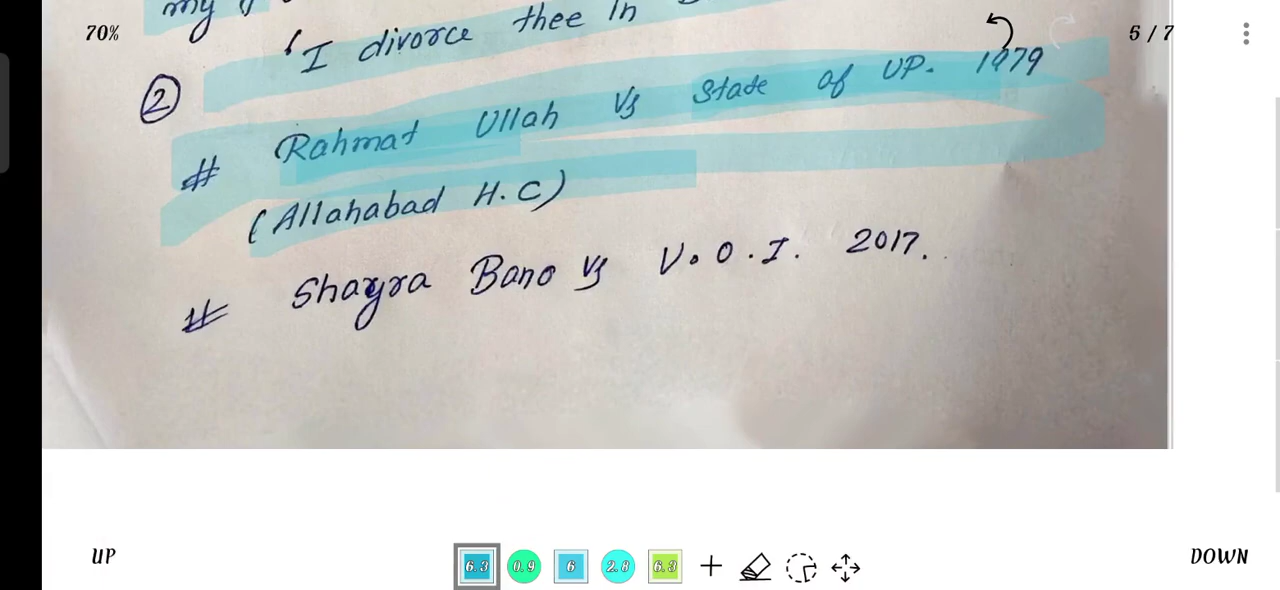 my
70%
5 / 7
'I divorce thee In
②
# Rahmat Ullah Vs State of UP. 1979
(Allahabad H.C)
# Shayra Bano Vs U.O.I. 2017.
6.3 0.9 6 2.8 6.3
UP
DOWN